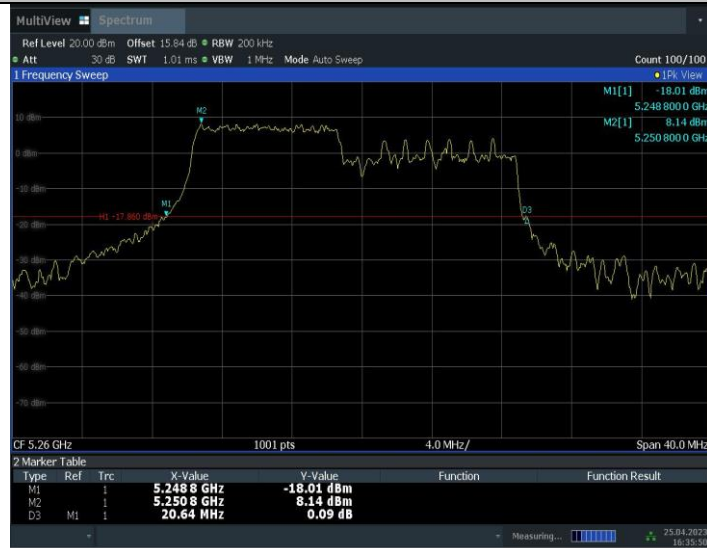 MultiView Spectrum
Ref Level 20.00 dBm Offset 15.84 dB RBW 200 kHz
Att 30 dB SWT 1.01 ms VBW 1 MHz Mode Auto Sweep Count 100/100
1 Frequency Sweep 1Pk View
M1[1] -18.01 dBm
5.248 800 0 GHz
M2[1] 8.14 dBm
5.250 800 0 GHz
M2
10 dBm
0 dBm
-10 dBm
M1
H1 -17.860 dBm
D3
-20 dBm
-30 dBm
-40 dBm
-50 dBm
-60 dBm
-70 dBm
CF 5.26 GHz 1001 pts 4.0 MHz/ Span 40.0 MHz
2 Marker Table
Type Ref Trc X-Value Y-Value Function Function Result
M1 1 5.248 8 GHz -18.01 dBm
M2 1 5.250 8 GHz 8.14 dBm
D3 M1 1 20.64 MHz 0.09 dB
Measuring... 25.04.2023
16:35:50